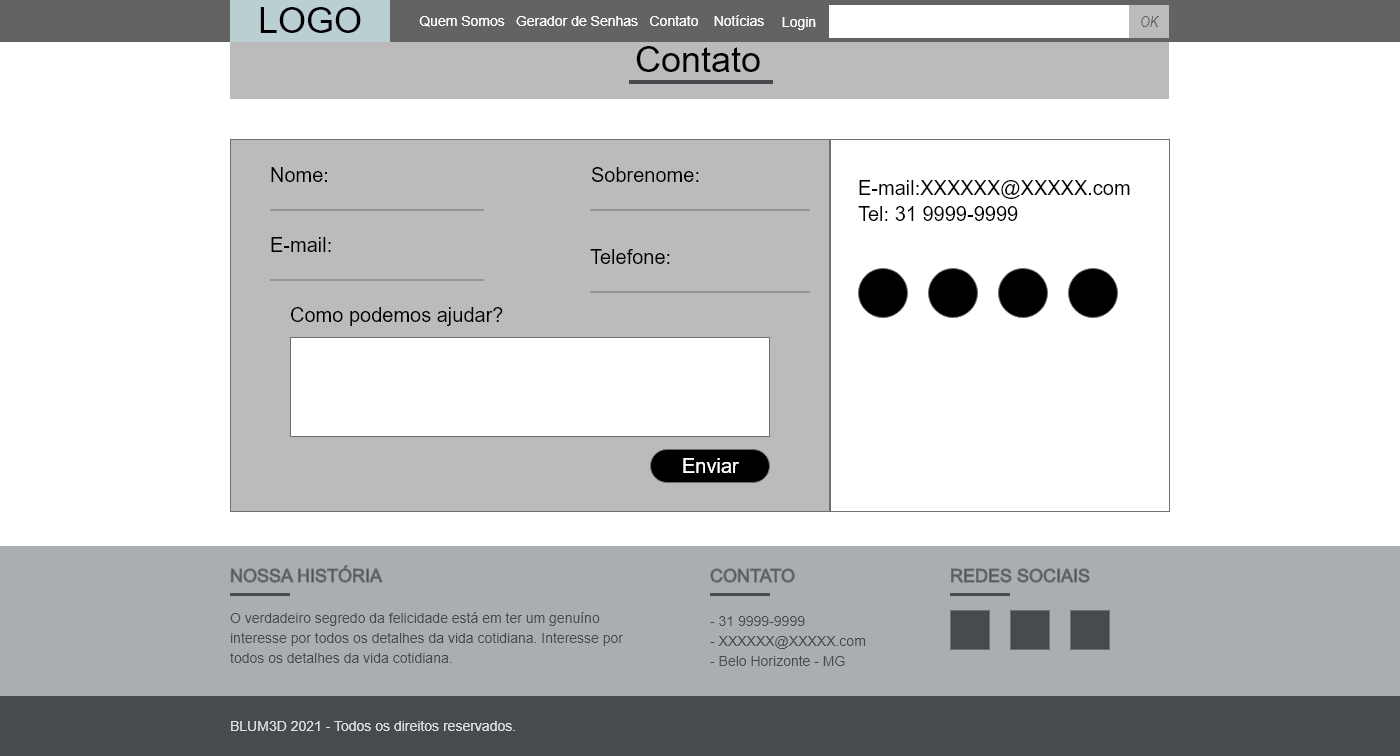 LOGO
Quem Somos Gerador de Senhas Contato Notícias Login OK
Contato
Nome:
Sobrenome:
E-mail:
Telefone:
Como podemos ajudar?
Enviar
E-mail:XXXXXX@XXXXX.com
Tel: 31 9999-9999
NOSSA HISTÓRIA
O verdadeiro segredo da felicidade está em ter um genuíno
interesse por todos os detalhes da vida cotidiana. Interesse por
todos os detalhes da vida cotidiana.
CONTATO
- 31 9999-9999
- XXXXXX@XXXXX.com
- Belo Horizonte - MG
REDES SOCIAIS
BLUM3D 2021 - Todos os direitos reservados.